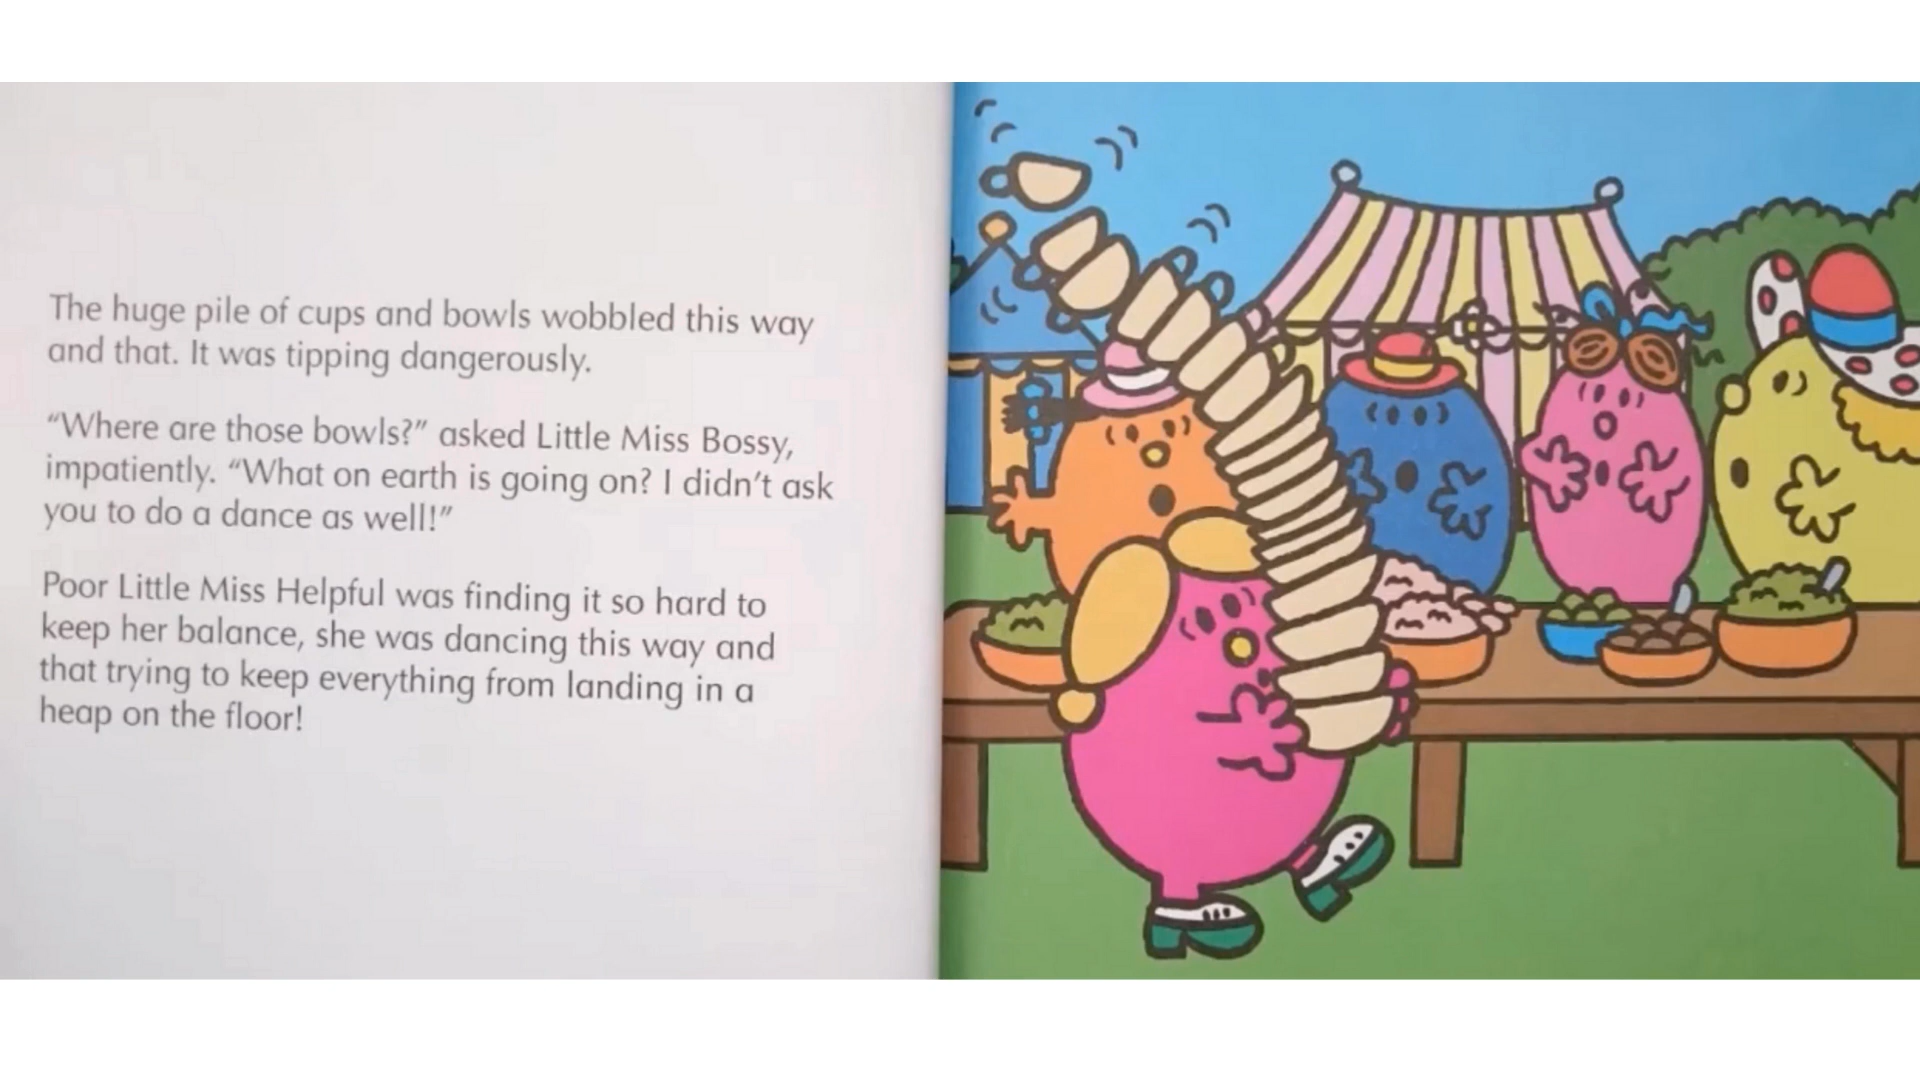 The huge pile of cups and bowls wobbled this way
and that. It was tipping dangerously.
“Where are those bowls?” asked Little Miss Bossy,
impatiently. “What on earth is going on? I didn’t ask
you to do a dance as well!”
Poor Little Miss Helpful was finding it so hard to
keep her balance, she was dancing this way and
that trying to keep everything from landing in a
heap on the floor!